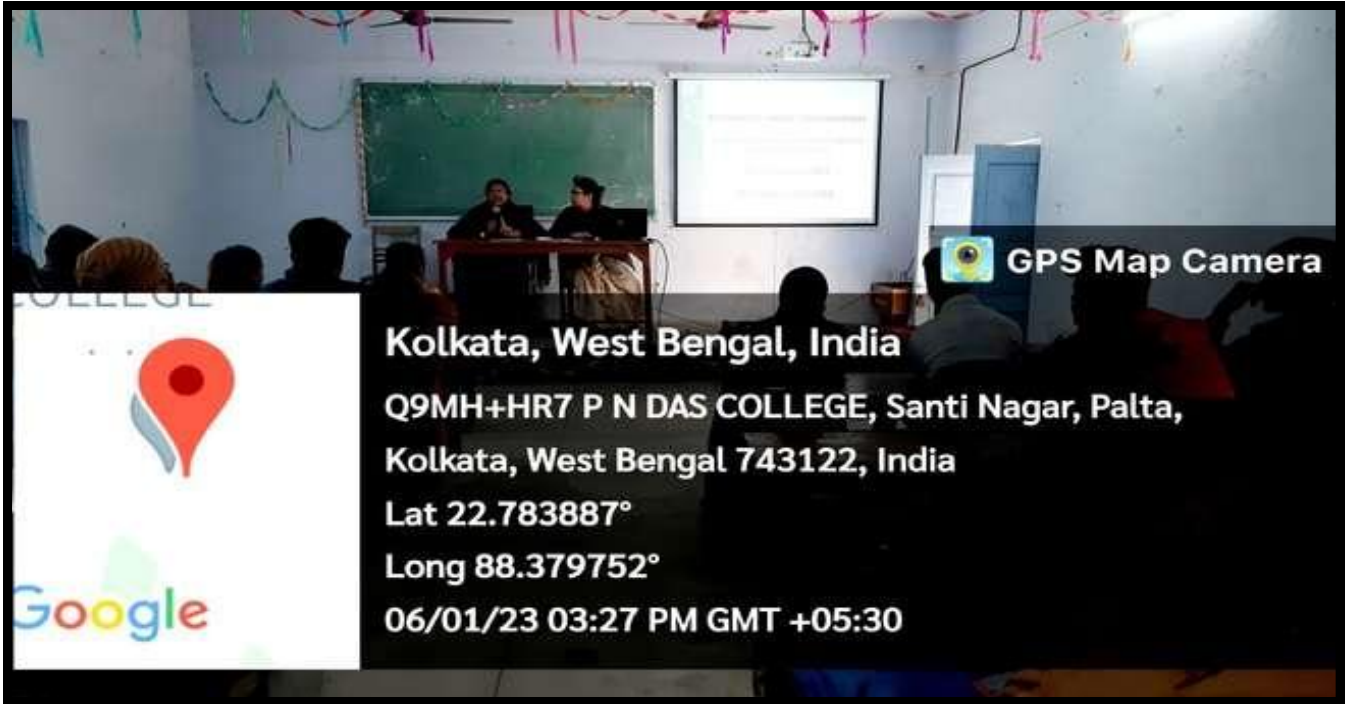 GPS Map Camera
COLLEGE
Google
Kolkata, West Bengal, India
Q9MH+HR7 P N DAS COLLEGE, Santi Nagar, Palta,
Kolkata, West Bengal 743122, India
Lat 22.783887°
Long 88.379752°
06/01/23 03:27 PM GMT +05:30